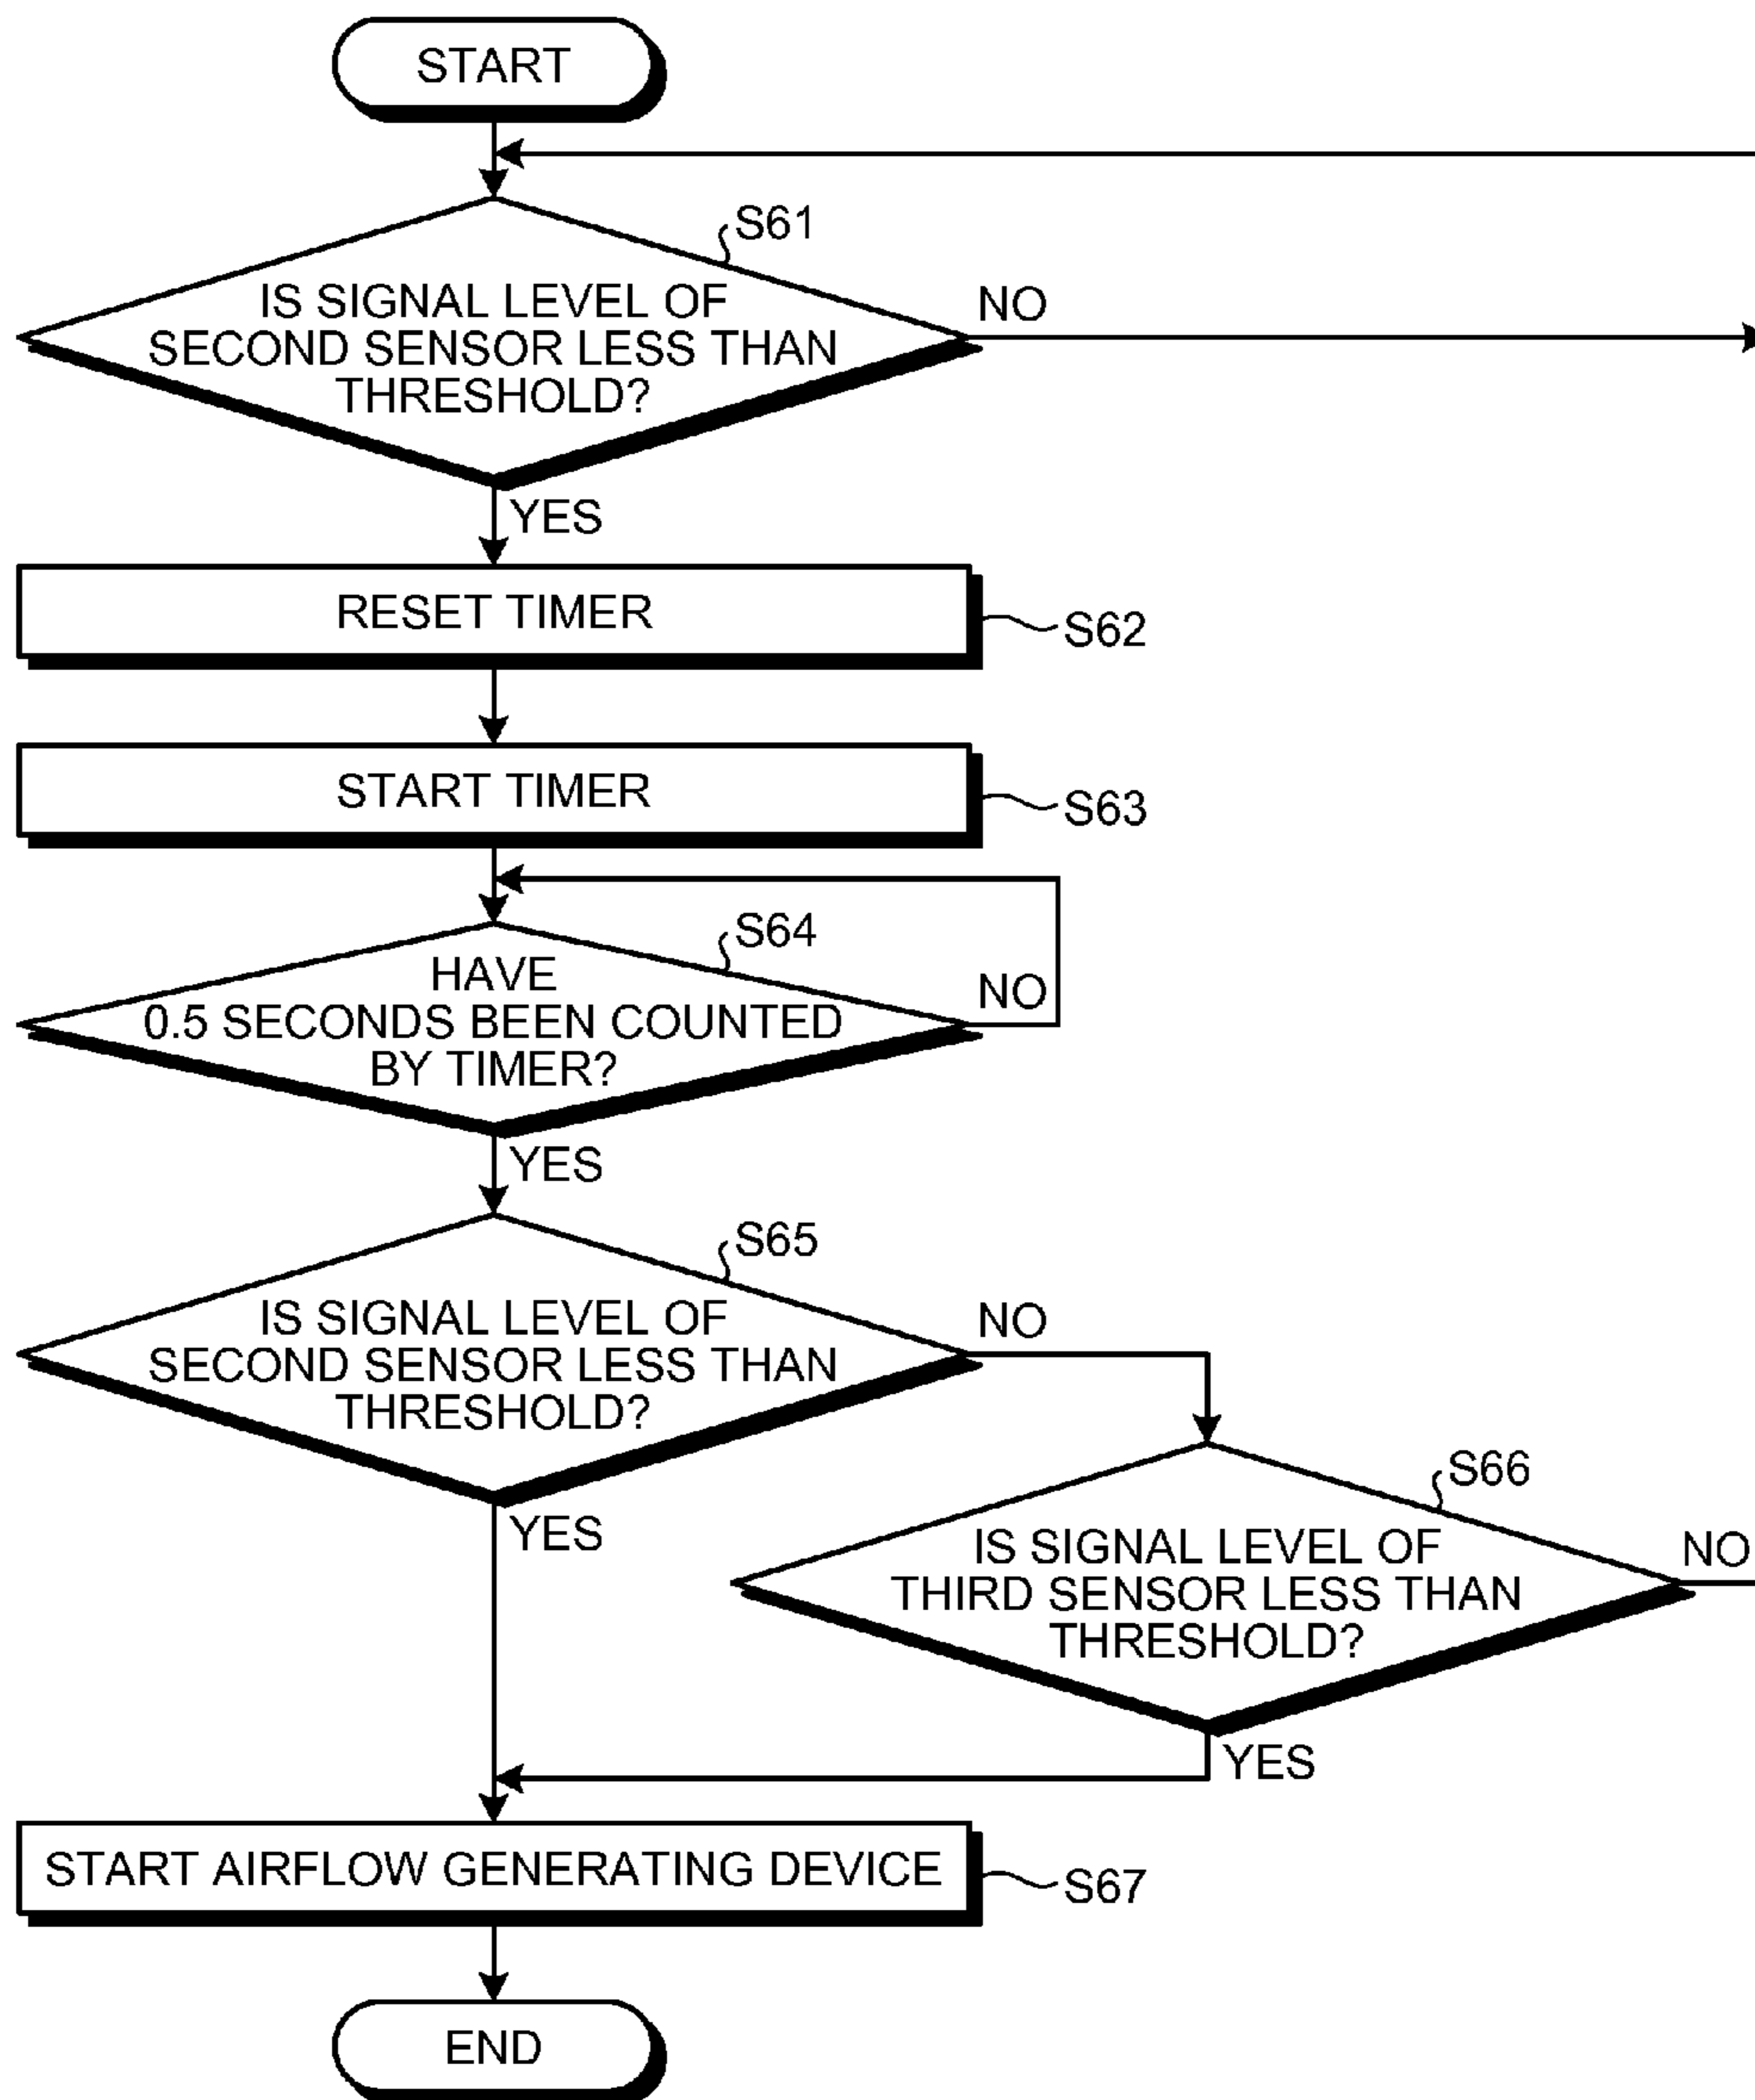 START
S61
IS SIGNAL LEVEL OF
SECOND SENSOR LESS THAN
THRESHOLD?
NO
YES
RESET TIMER
S62
START TIMER
S63
S64
HAVE
0.5 SECONDS BEEN COUNTED
BY TIMER?
NO
YES
S65
IS SIGNAL LEVEL OF
SECOND SENSOR LESS THAN
THRESHOLD?
NO
YES
S66
IS SIGNAL LEVEL OF
THIRD SENSOR LESS THAN
THRESHOLD?
NO
YES
START AIRFLOW GENERATING DEVICE
S67
END